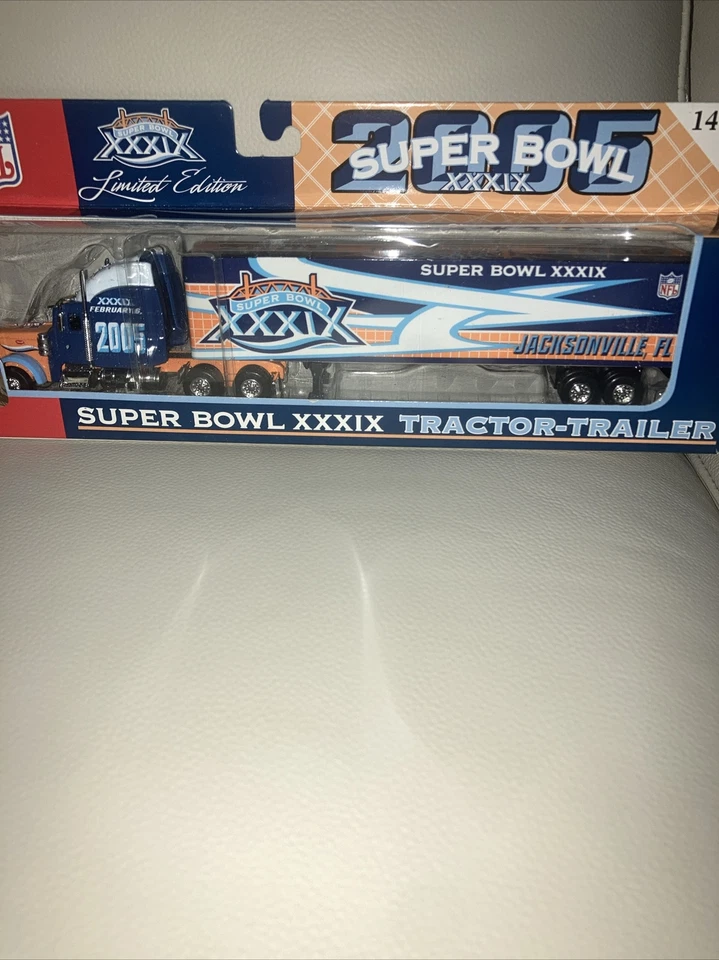 SUPER BOWL
XXXIX
Limited Edition
2005
SUPER BOWL
XXXIX
14
SUPER BOWL XXXIX
NFL
SUPER BOWL
XXXIX
XXXIX
FEBRUARY 6,
2005
JACKSONVILLE FL
SUPER BOWL XXXIX TRACTOR-TRAILER